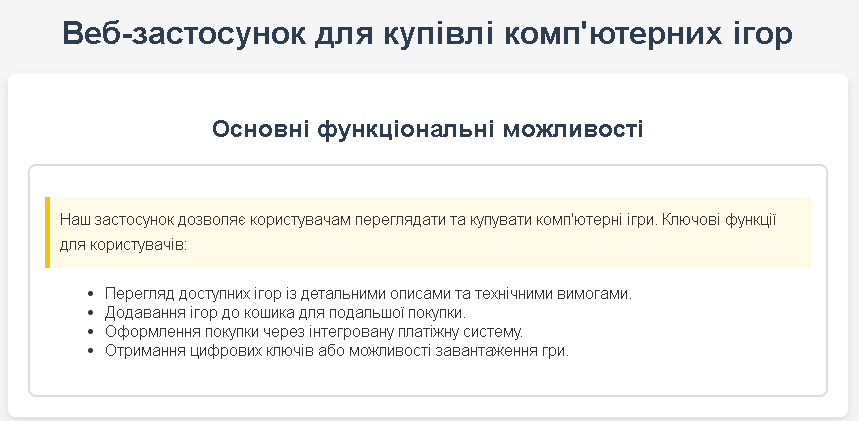 Веб-застосунок для купівлі комп'ютерних ігор
Основні функціональні можливості
Наш застосунок дозволяє користувачам переглядати та купувати комп'ютерні ігри. Ключові функції
для користувачів:
• Перегляд доступних ігор із детальними описами та технічними вимогами.
• Додавання ігор до кошика для подальшої покупки.
• Оформлення покупки через інтегровану платіжну систему.
• Отримання цифрових ключів або можливості завантаження гри.